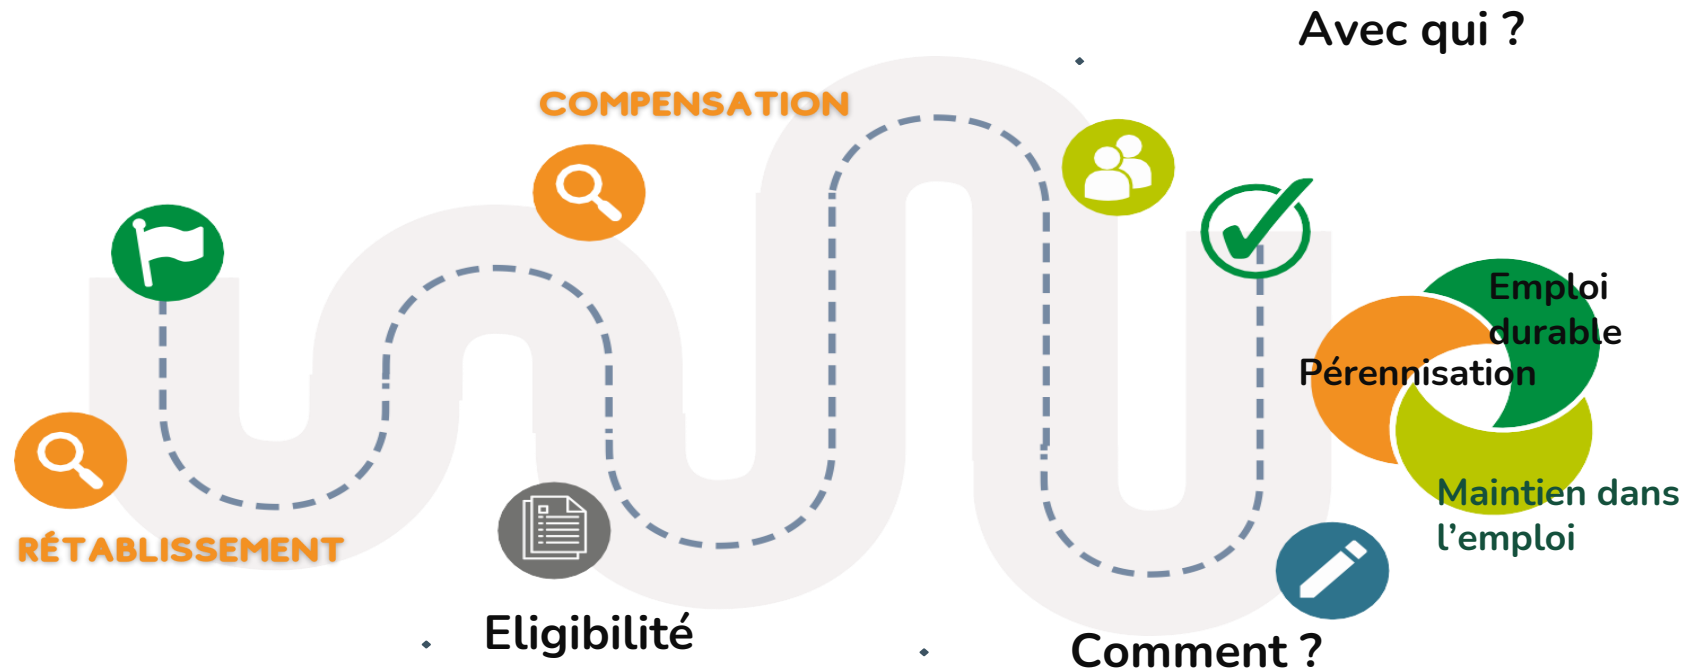 Avec qui ?
COMPENSATION
Emploi
durable
Pérennisation
Maintien dans
l’emploi
RÉTABLISSEMENT
Eligibilité
Comment ?